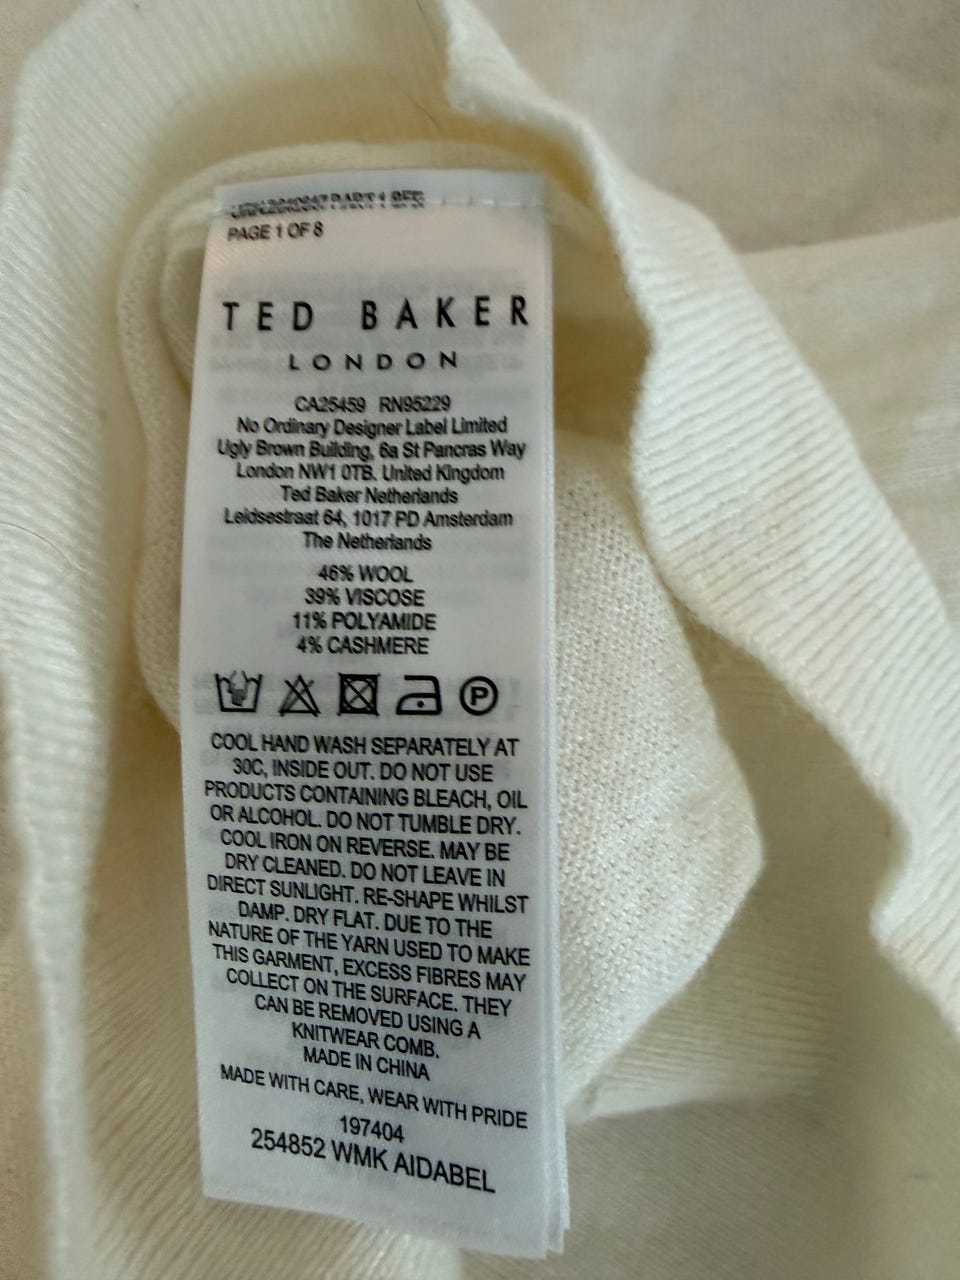 PART 1 BFS
PAGE 1 OF 8
TED BAKER
LONDON
CA25459 RN95229
No Ordinary Designer Label Limited
Ugly Brown Building, 6a St Pancras Way
London NW1 0TB. United Kingdom
Ted Baker Netherlands
Leidsestraat 64, 1017 PD Amsterdam
The Netherlands
46% WOOL
39% VISCOSE
11% POLYAMIDE
4% CASHMERE
P
COOL HAND WASH SEPARATELY AT
30C, INSIDE OUT. DO NOT USE
PRODUCTS CONTAINING BLEACH, OIL
OR ALCOHOL. DO NOT TUMBLE DRY.
COOL IRON ON REVERSE. MAY BE
DRY CLEANED. DO NOT LEAVE IN
DIRECT SUNLIGHT. RE-SHAPE WHILST
DAMP. DRY FLAT. DUE TO THE
NATURE OF THE YARN USED TO MAKE
THIS GARMENT, EXCESS FIBRES MAY
COLLECT ON THE SURFACE. THEY
CAN BE REMOVED USING A
KNITWEAR COMB.
MADE IN CHINA
MADE WITH CARE, WEAR WITH PRIDE
197404
254852 WMK AIDABEL